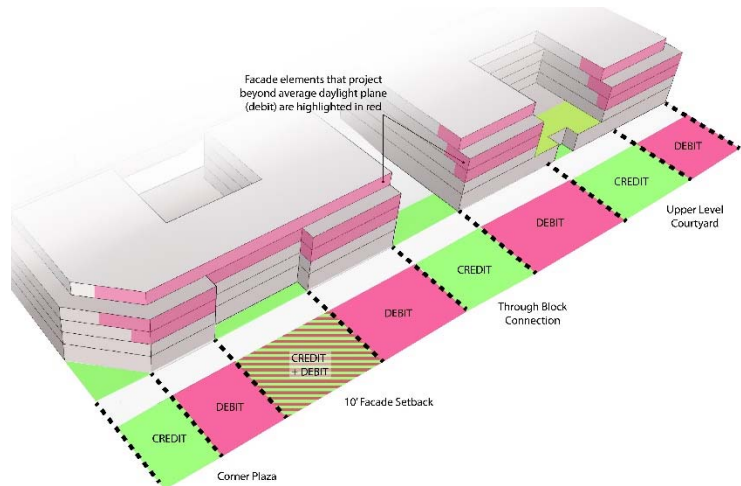 Facade elements that project
beyond average daylight plane
(debit) are highlighted in red
DEBIT
CREDIT
Upper Level
Courtyard
DEBIT
CREDIT
Through Block
Connection
DEBIT
CREDIT
+ DEBIT
10' Facade Setback
DEBIT
CREDIT
Corner Plaza